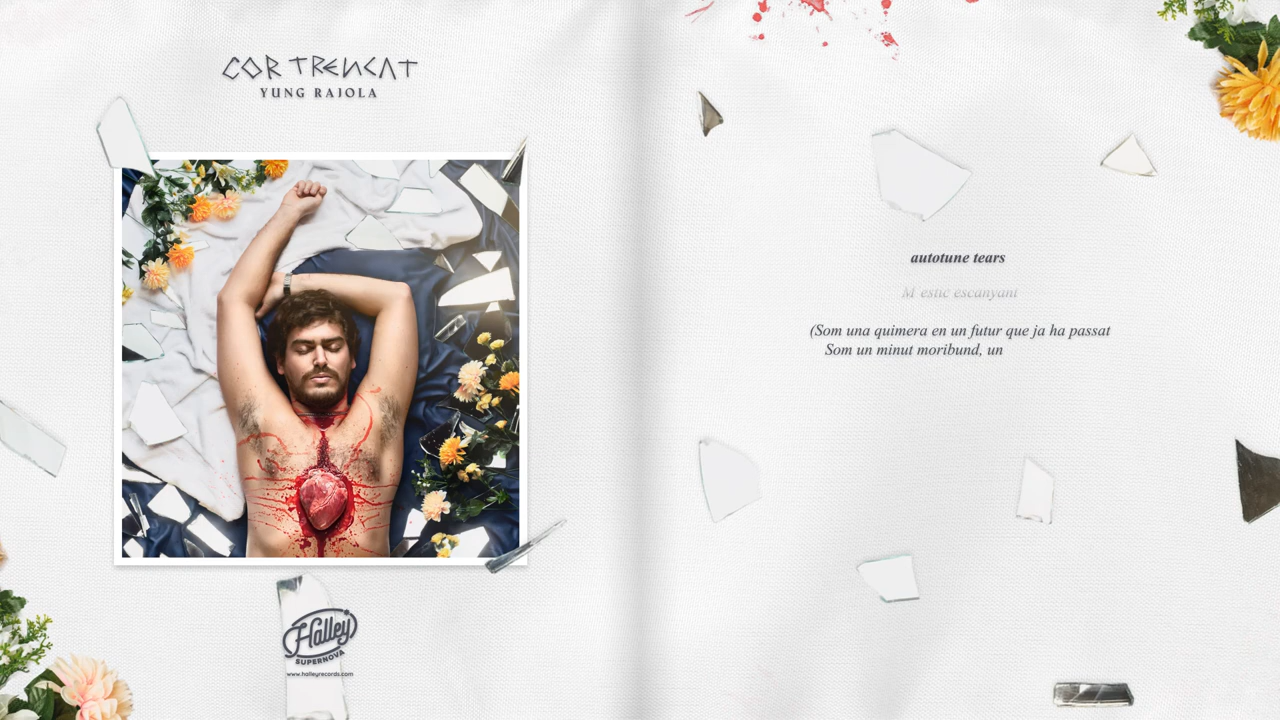 COR TRENCAT
YUNG RAJOLA
Halley
SUPERNOVA
www.halleyrecords.com
autotune tears
M estic escanyant
(Som una quimera en un futur que ja ha passat
Som un minut moribund, un